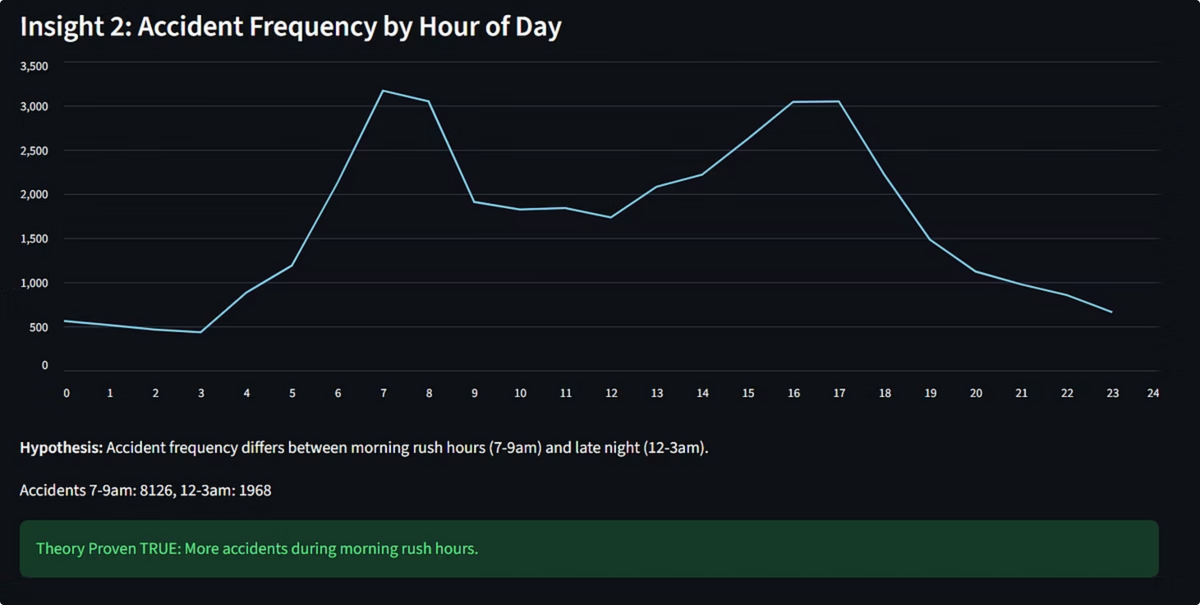 Insight 2: Accident Frequency by Hour of Day
3,500
3,000
2,500
2,000
1,500
1,000
500
0
0 1 2 3 4 5 6 7 8 9 10 11 12 13 14 15 16 17 18 19 20 21 22 23 24
Hypothesis: Accident frequency differs between morning rush hours (7-9am) and late night (12-3am).
Accidents 7-9am: 8126, 12-3am: 1968
Theory Proven TRUE: More accidents during morning rush hours.